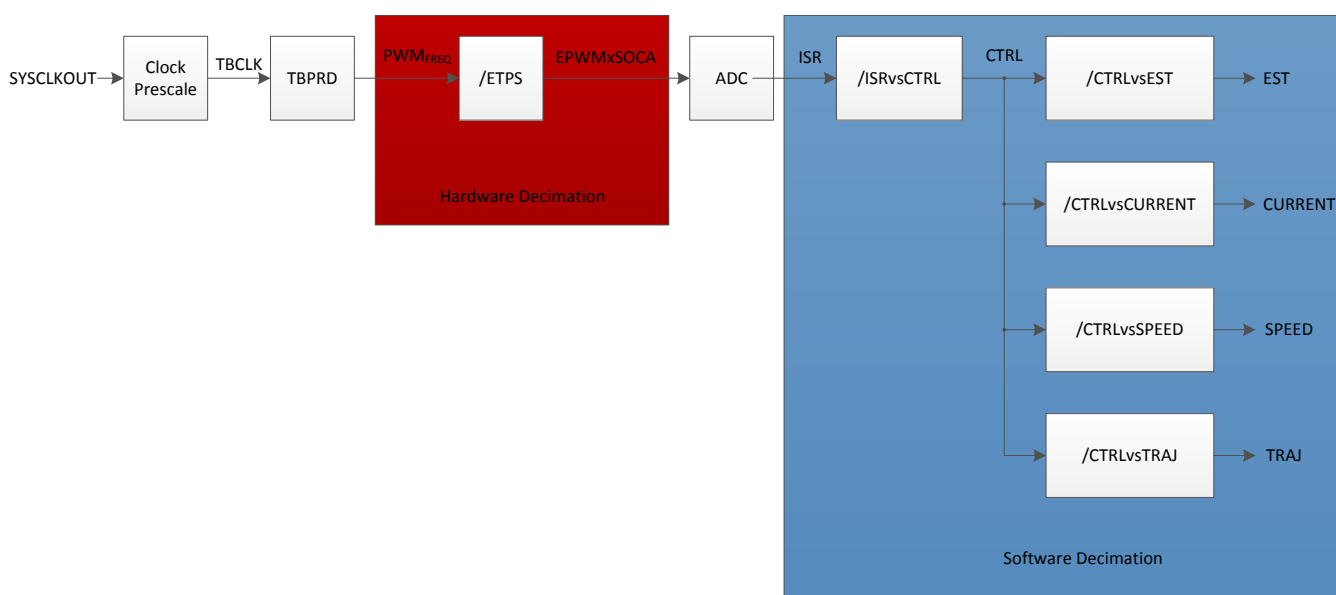 SYSCLKOUT
Clock
Prescale
TBCLK
TBPRD
PWMFREQ
/ETPS
EPWMxSOCA
Hardware Decimation
ADC
ISR
/ISRvsCTRL
CTRL
/CTRLvsEST
EST
/CTRLvsCURRENT
CURRENT
/CTRLvsSPEED
SPEED
/CTRLvsTRAJ
TRAJ
Software Decimation